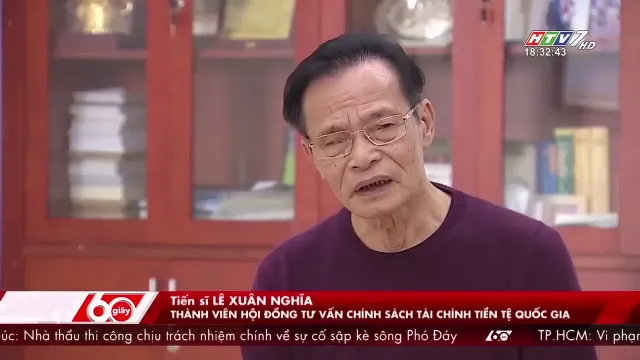 HTV7 HD
18:32:43
60 giây
Tiến sĩ LÊ XUÂN NGHĨA
THÀNH VIÊN HỘI ĐỒNG TƯ VẤN CHÍNH SÁCH TÀI CHÍNH TIỀN TỆ QUỐC GIA
húc: Nhà thầu thi công chịu trách nhiệm chính về sự cố sập kè sông Phó Đáy 60 TP.HCM: Vi phạ